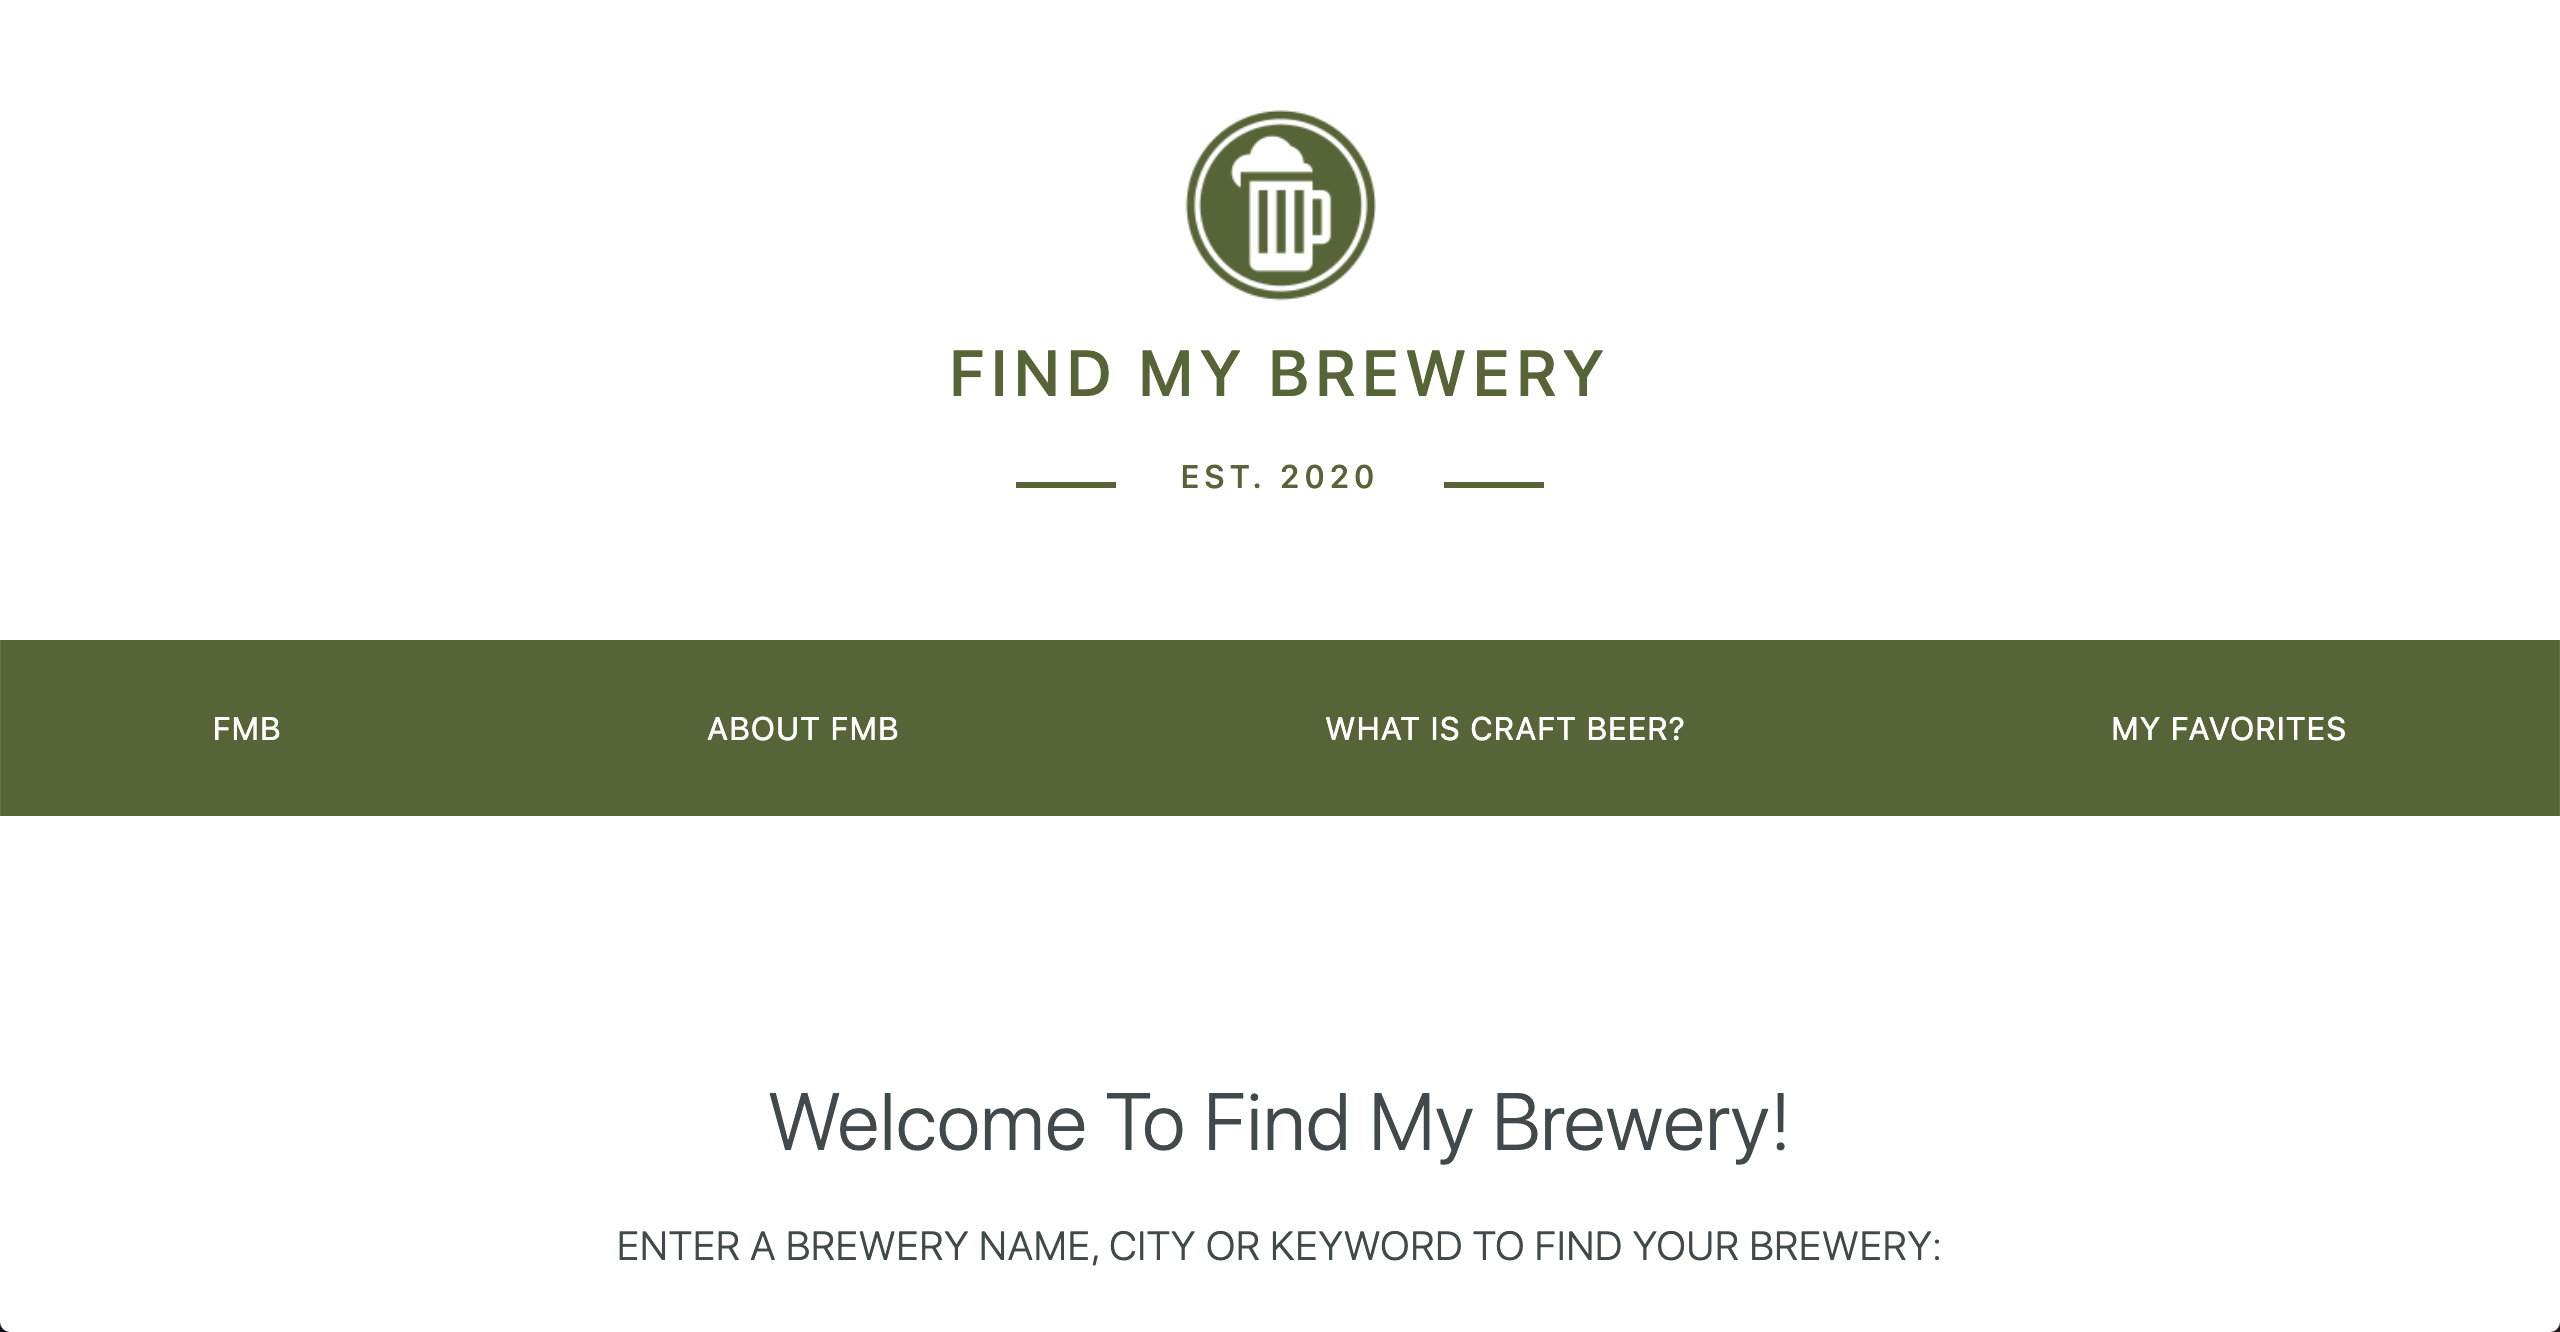 FIND MY BREWERY
EST. 2020
FMB
ABOUT FMB
WHAT IS CRAFT BEER?
MY FAVORITES
Welcome To Find My Brewery!
ENTER A BREWERY NAME, CITY OR KEYWORD TO FIND YOUR BREWERY: